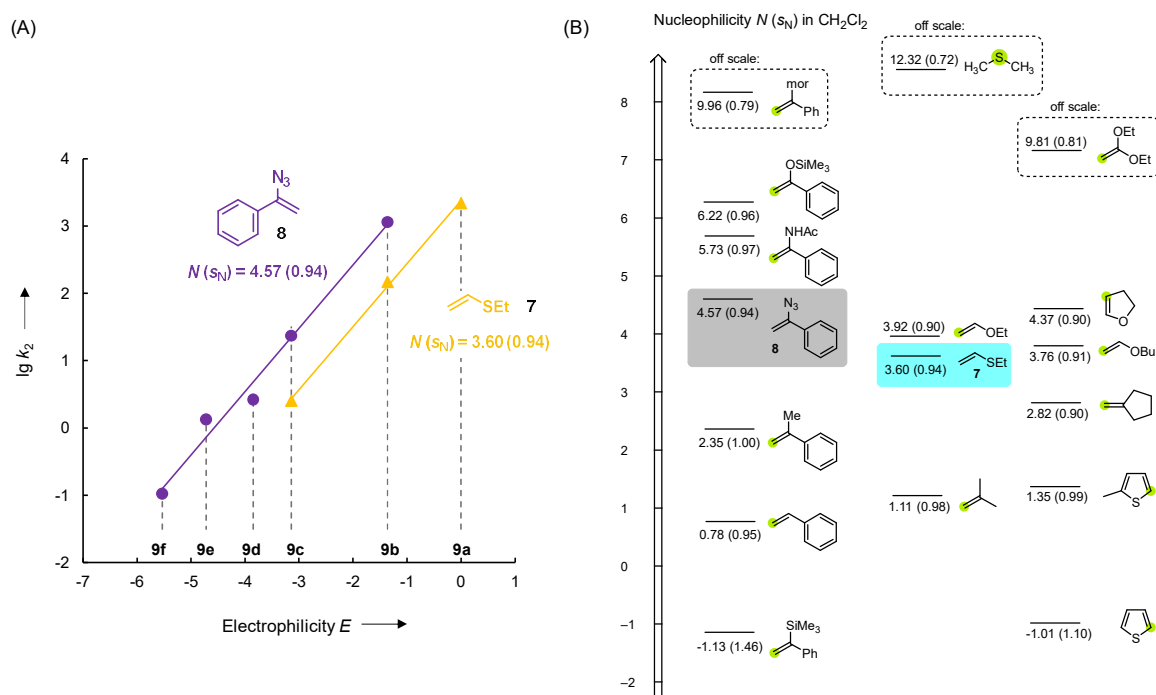 (A)
4
3
2
1
0
-1
-2
lg k₂
N₃
8
N (sN) = 4.57 (0.94)
SEt 7
N (sN) = 3.60 (0.94)
9f 9e 9d 9c 9b 9a
-7 -6 -5 -4 -3 -2 -1 0 1
Electrophilicity E
(B)
Nucleophilicity N (sN) in CH₂Cl₂
8
7
6
5
4
3
2
1
0
−1
−2
off scale:
9.96 (0.79)
mor
Ph
OSiMe₃
6.22 (0.96)
NHAc
5.73 (0.97)
N₃
4.57 (0.94)
8
Me
2.35 (1.00)
0.78 (0.95)
SiMe₃
-1.13 (1.46)
Ph
off scale:
12.32 (0.72)
H₃C S CH₃
3.92 (0.90)
OEt
3.60 (0.94)
SEt
7
1.11 (0.98)
off scale:
OEt
9.81 (0.81)
OEt
4.37 (0.90)
O
3.76 (0.91)
OBu
2.82 (0.90)
1.35 (0.99)
S
-1.01 (1.10)
S